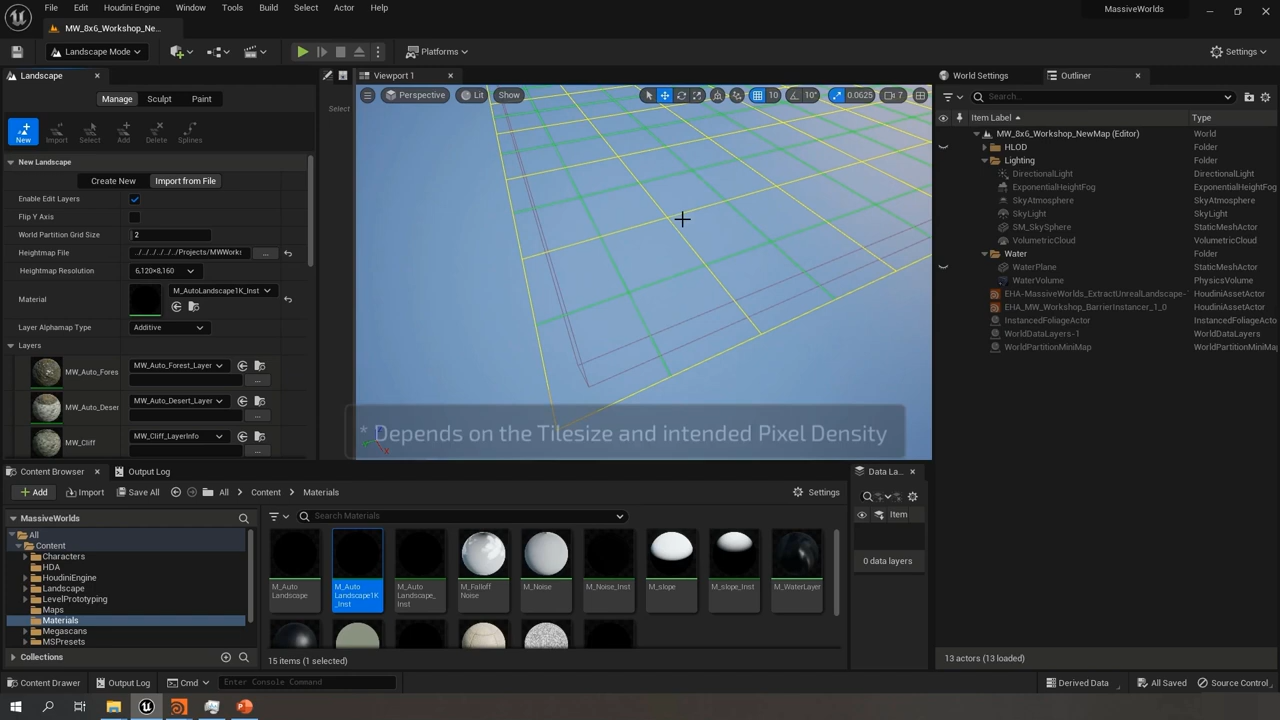 File Edit Houdini Engine Window Tools Build Select Actor Help
MassiveWorlds
MW_8x6_Workshop_Ne...
Landscape Mode
Platforms
Settings
Landscape
Viewport 1
World Settings
Outliner
Manage Sculpt Paint
Select
Perspective Lit Show
10 10° 0.0625 7
Search...
New Import Select Add Delete Splines
Item Label Type
New Landscape
Create New Import from File
Enable Edit Layers
Flip Y Axis
World Partition Grid Size 2
Heightmap File ../../../../../../Projects/MWWorks ...
Heightmap Resolution 6,120×8,160
Material M_AutoLandscape1K_Inst
Layer Alphamap Type Additive
Layers
MW_Auto_Fores MW_Auto_Forest_Layer
...
MW_Auto_Deser MW_Auto_Desert_Layer
...
MW_Cliff MW_Cliff_LayerInfo
...
MW_8x6_Workshop_NewMap (Editor) World
HLOD Folder
Lighting Folder
DirectionalLight DirectionalLight
ExponentialHeightFog ExponentialHeightFog
SkyAtmosphere SkyAtmosphere
SkyLight SkyLight
SM_SkySphere StaticMeshActor
VolumetricCloud VolumetricCloud
Water Folder
WaterPlane StaticMeshActor
WaterVolume PhysicsVolume
EHA-MassiveWorlds_ExtractUnrealLandscape- HoudiniAssetActor
EHA_MW_Workshop_BarrierInstancer_1_0 HoudiniAssetActor
InstancedFoliageActor InstancedFoliageActor
WorldDataLayers-1 WorldDataLayers
WorldPartitionMiniMap WorldPartitionMiniMap
13 actors (13 loaded)
* Depends on the Tilesize and intended Pixel Density
Content Browser Output Log
Data La...
Add Import Save All All Content Materials Settings
MassiveWorlds
Search Materials
Item
0 data layers
All
Content
Characters
HDA
HoudiniEngine
Landscape
LevelPrototyping
Maps
Materials
Megascans
MSPresets
Collections
M_Auto
Landscape
M_Auto
Landscape1K
_Inst
M_Auto
Landscape_
Inst
M_Falloff
Noise
M_Noise
M_Noise_Inst
M_slope
M_slope_Inst
M_WaterLayer
15 items (1 selected)
Content Drawer Output Log Cmd Enter Console Command
Derived Data All Saved Source Control